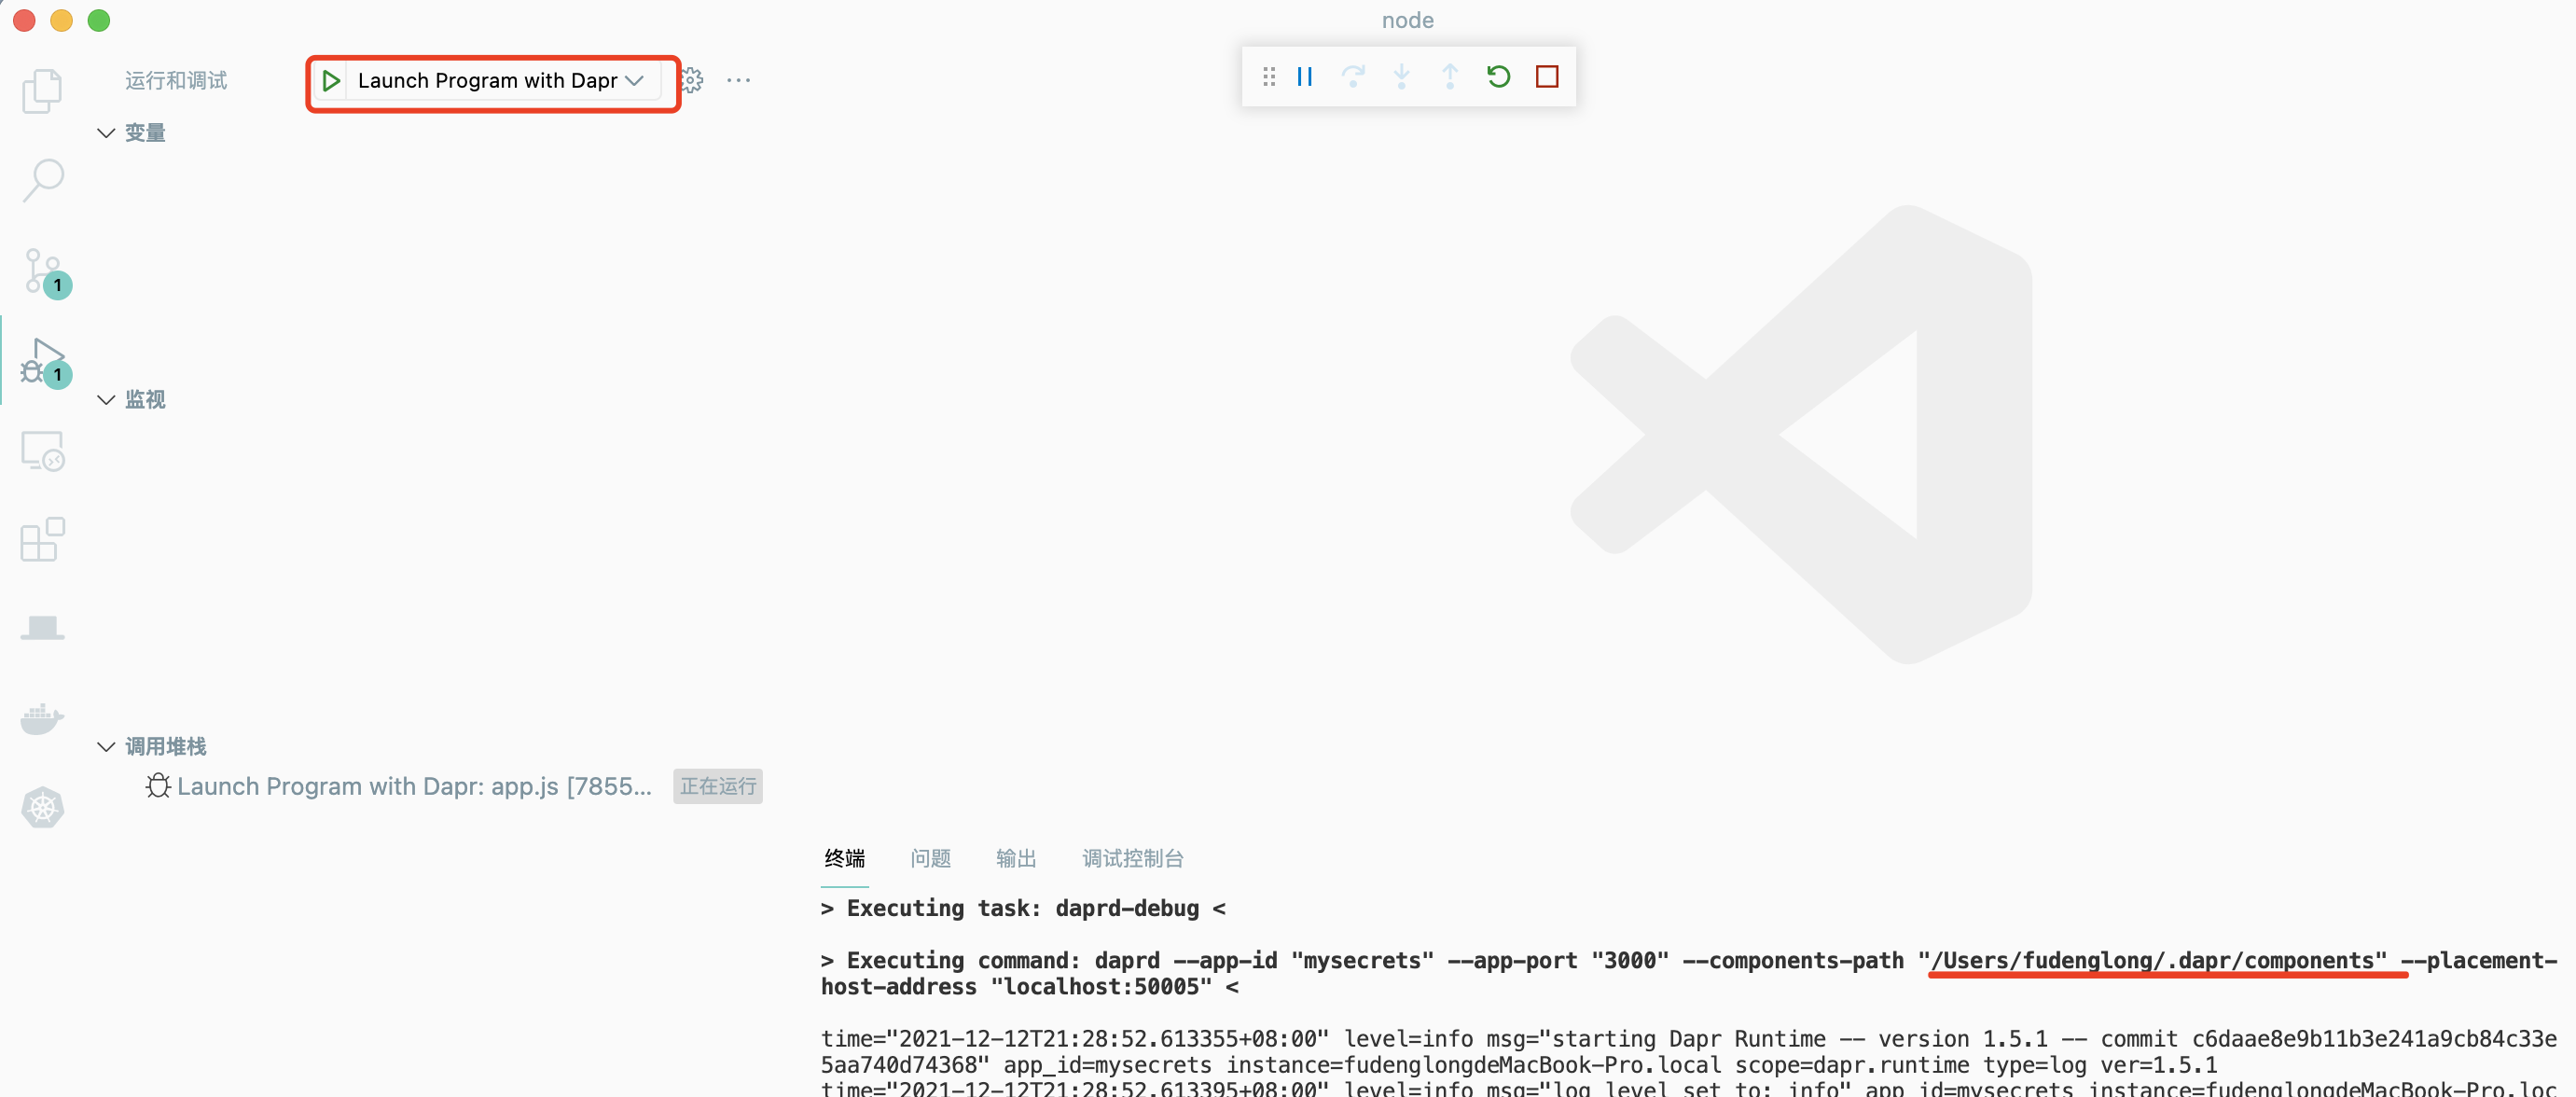 node
运行和调试
Launch Program with Dapr
变量
1
1
监视
调用堆栈
Launch Program with Dapr: app.js [7855...
正在运行
终端 问题 输出 调试控制台
> Executing task: daprd-debug <
> Executing command: daprd --app-id "mysecrets" --app-port "3000" --components-path "/Users/fudenglong/.dapr/components" --placement-
host-address "localhost:50005" <
time="2021-12-12T21:28:52.613355+08:00" level=info msg="starting Dapr Runtime -- version 1.5.1 -- commit c6daae8e9b11b3e241a9cb84c33e
5aa740d74368" app_id=mysecrets instance=fudenglongdeMacBook-Pro.local scope=dapr.runtime type=log ver=1.5.1
time="2021-12-12T21:28:52.613395+08:00" level=info msg="log level set to: info" app_id=mysecrets instance=fudenglongdeMacBook-Pro.loc